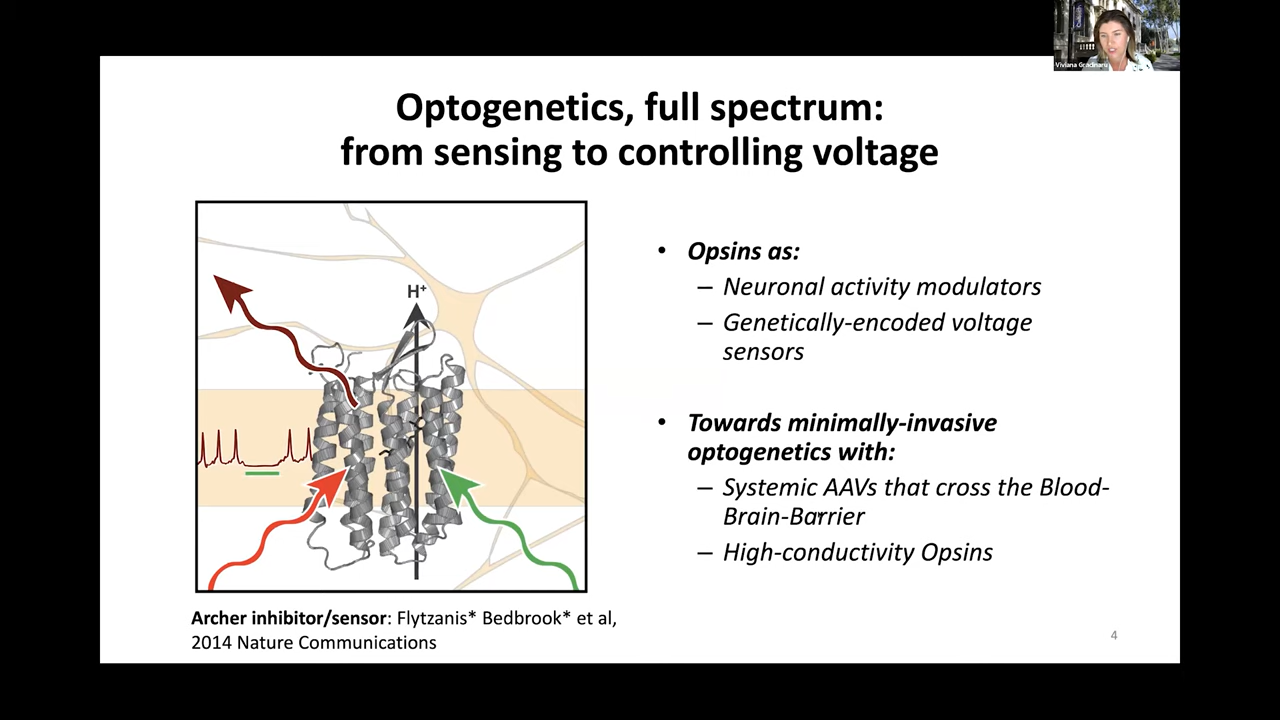 Viviana Gradinaru
Optogenetics, full spectrum:
from sensing to controlling voltage
H⁺
• Opsins as:
– Neuronal activity modulators
– Genetically-encoded voltage
sensors
• Towards minimally-invasive
optogenetics with:
– Systemic AAVs that cross the Blood-
Brain-Barrier
– High-conductivity Opsins
Archer inhibitor/sensor: Flytzanis* Bedbrook* et al,
2014 Nature Communications
4